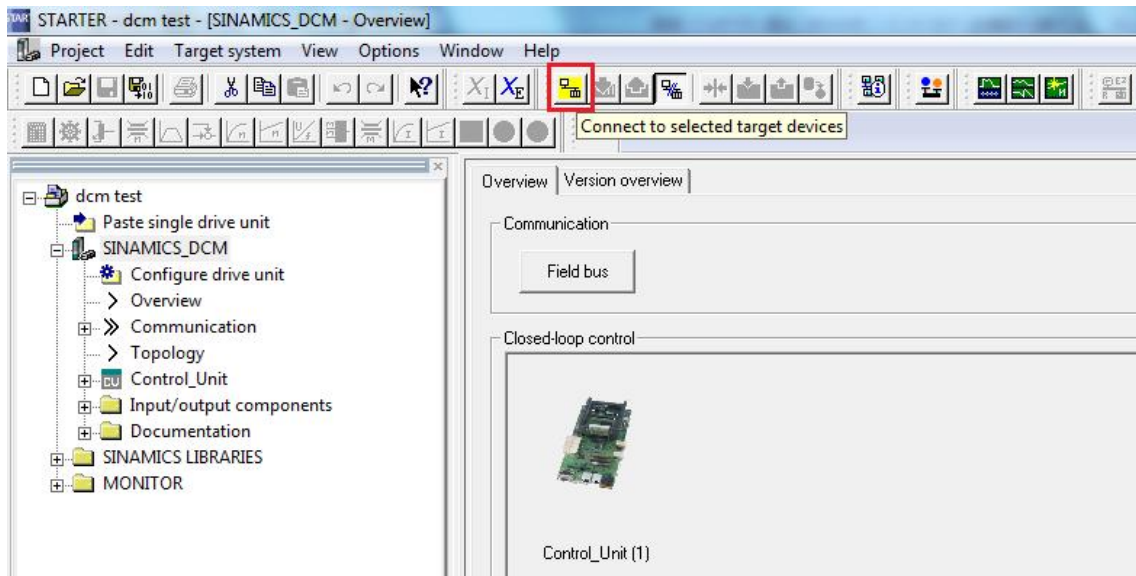 STARTER - dcm test - [SINAMICS_DCM - Overview]
Project Edit Target system View Options Window Help
Connect to selected target devices
dcm test
Paste single drive unit
SINAMICS_DCM
Configure drive unit
Overview
Communication
Topology
Control_Unit
Input/output components
Documentation
SINAMICS LIBRARIES
MONITOR
Overview Version overview
Communication
Field bus
Closed-loop control
Control_Unit (1)